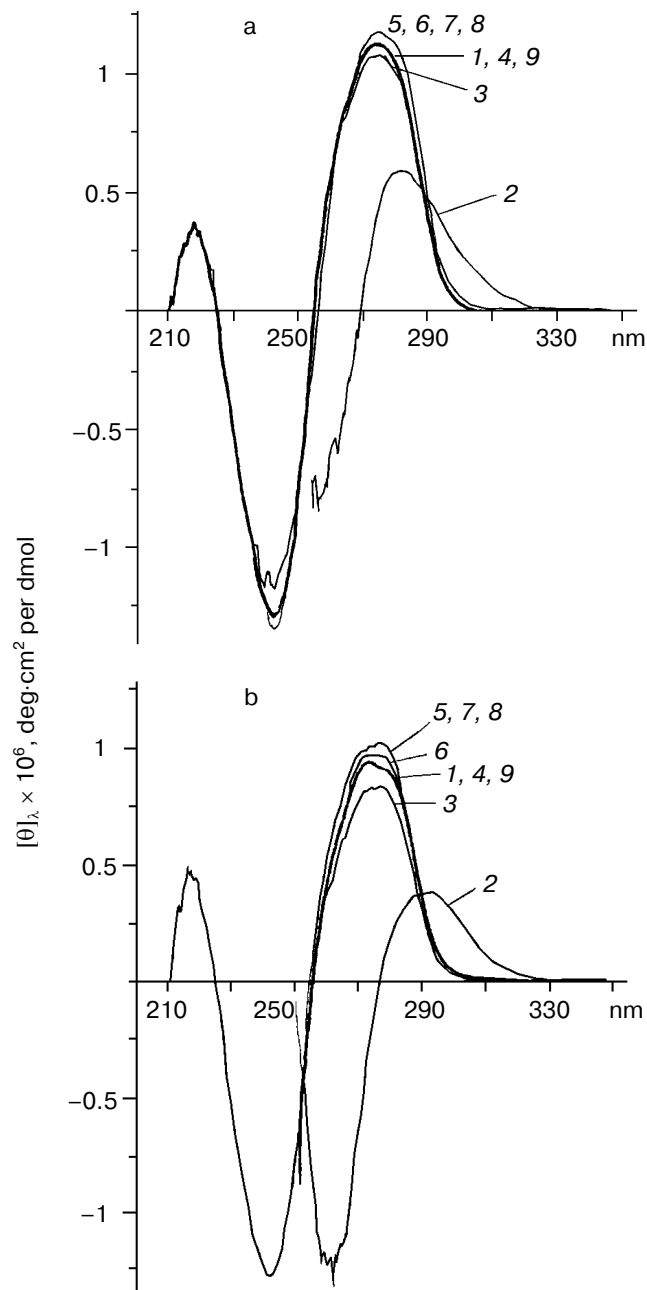 a
5, 6, 7, 8
1, 4, 9
3
1
0.5
2
210
250
290
330
nm
−0.5
−1
[θ]λ × 10⁶, deg·cm² per dmol
b
5, 7, 8
6
1, 4, 9
3
1
0.5
2
210
250
290
330
nm
−0.5
−1